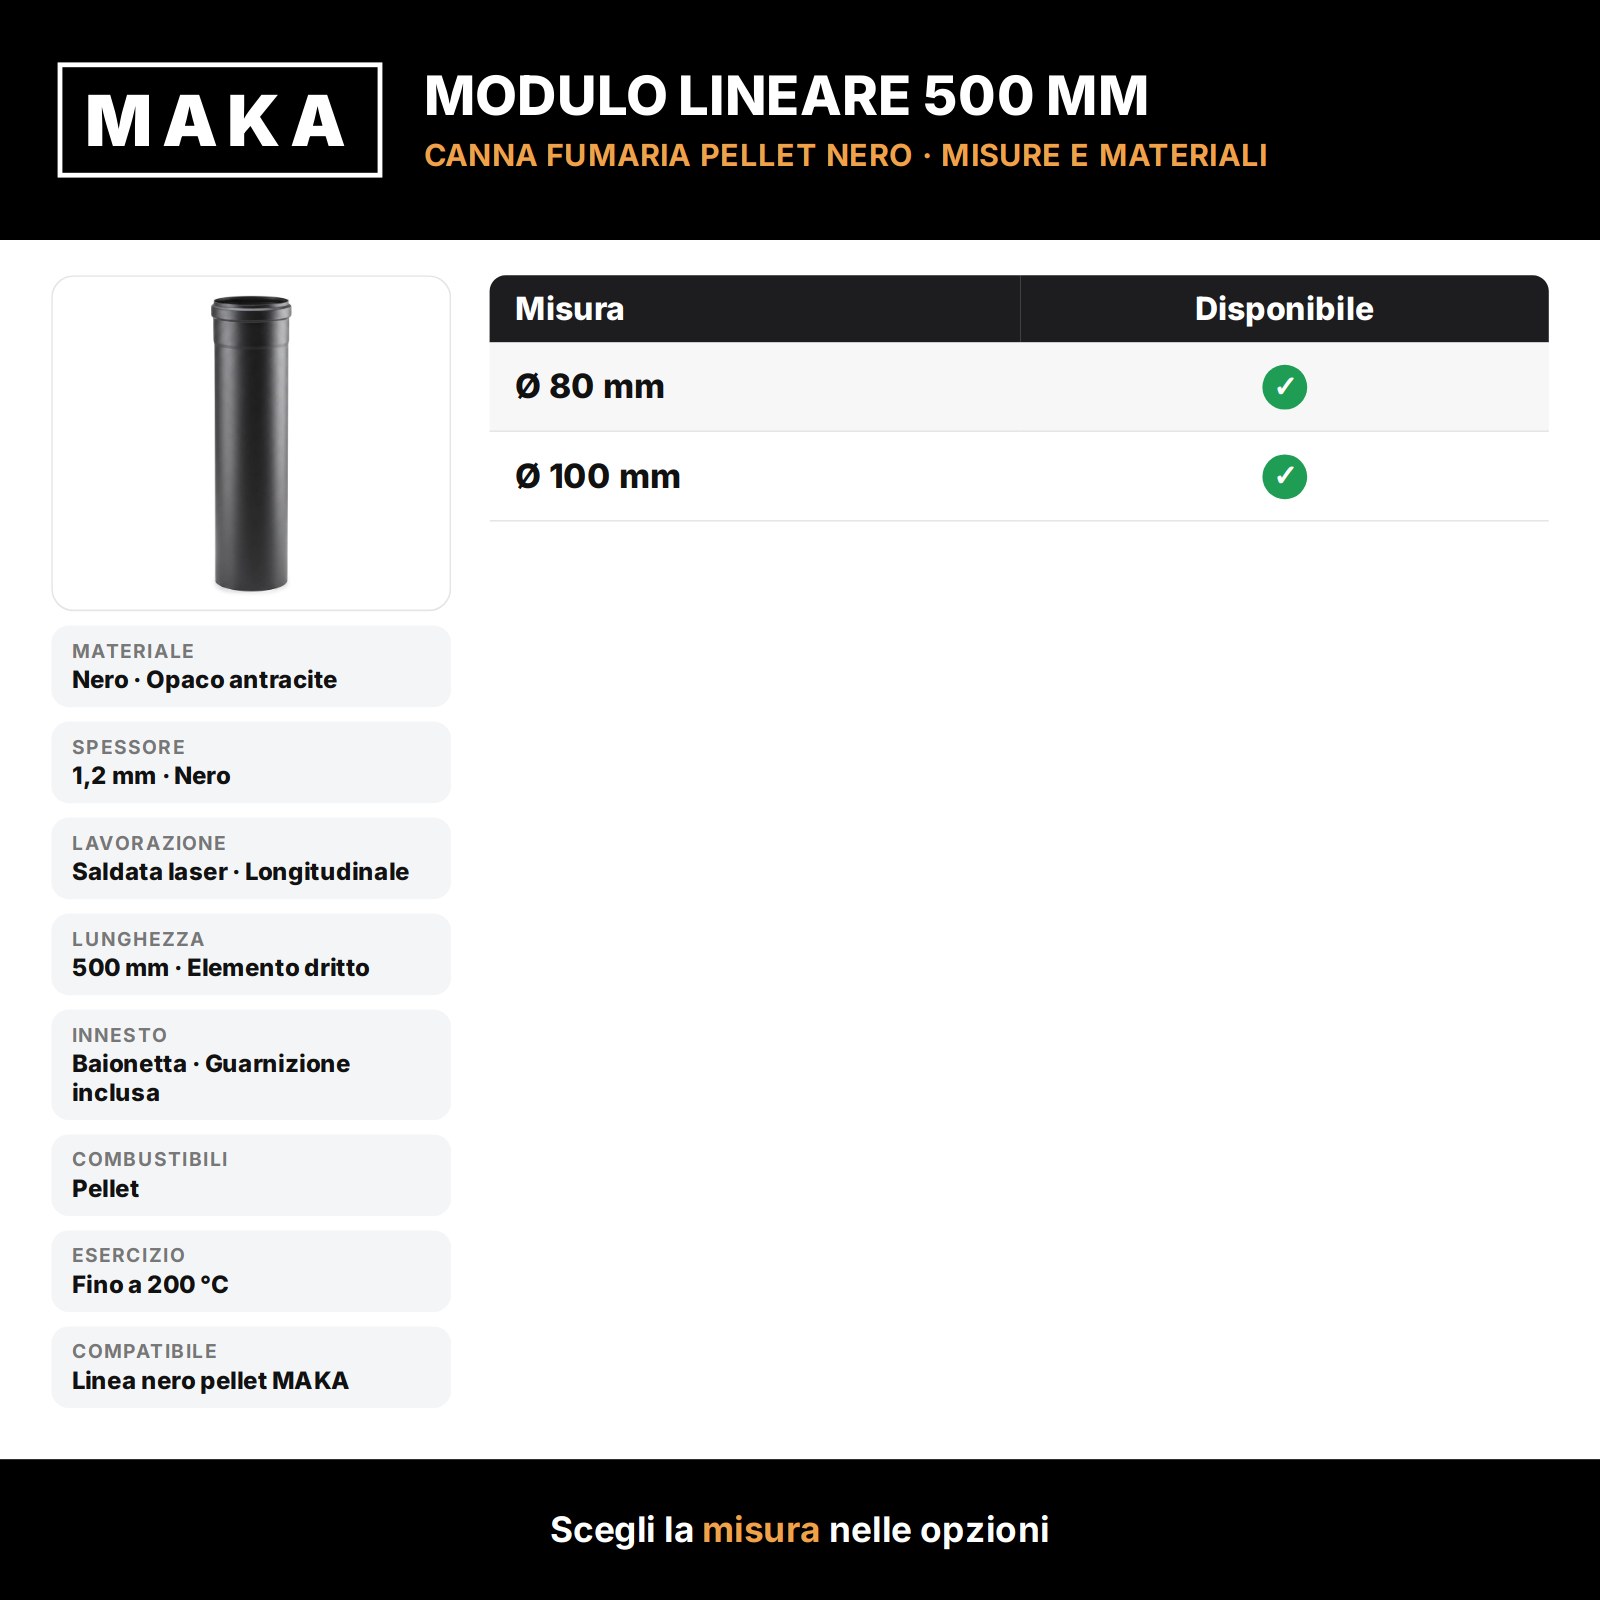 MAKA
MODULO LINEARE 500 MM
CANNA FUMARIA PELLET NERO · MISURE E MATERIALI
Misura Disponibile
Ø 80 mm ✓
Ø 100 mm ✓
MATERIALE
Nero · Opaco antracite
SPESSORE
1,2 mm · Nero
LAVORAZIONE
Saldata laser · Longitudinale
LUNGHEZZA
500 mm · Elemento dritto
INNESTO
Baionetta · Guarnizione
inclusa
COMBUSTIBILI
Pellet
ESERCIZIO
Fino a 200 °C
COMPATIBILE
Linea nero pellet MAKA
Scegli la misura nelle opzioni